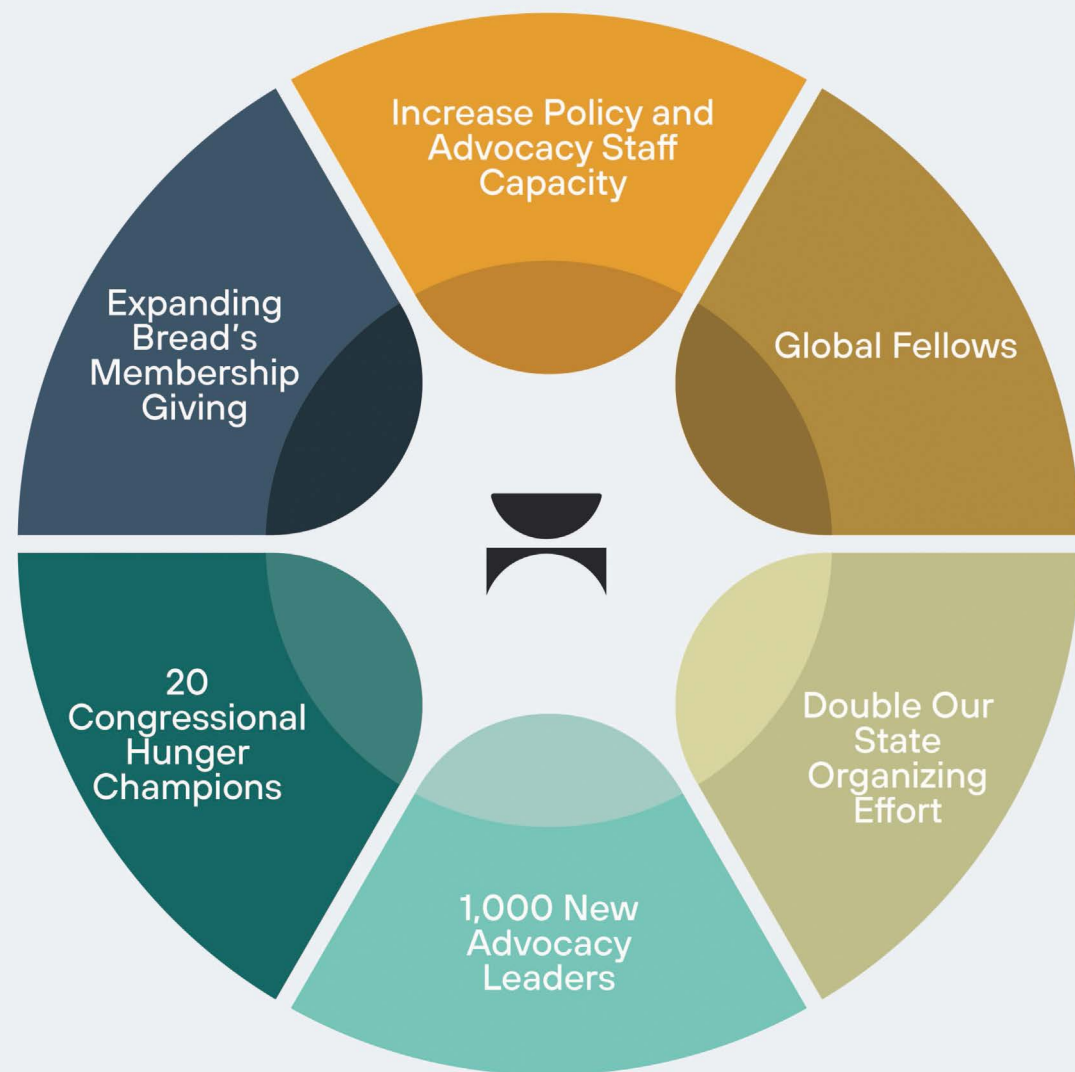 Increase Policy and
Advocacy Staff
Capacity
Global Fellows
Double Our
State
Organizing
Effort
1,000 New
Advocacy
Leaders
20
Congressional
Hunger
Champions
Expanding
Bread’s
Membership
Giving